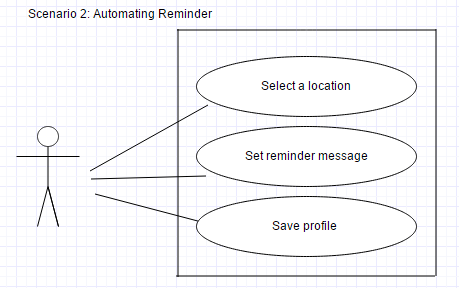 Scenario 2: Automating Reminder
Select a location
Set reminder message
Save profile